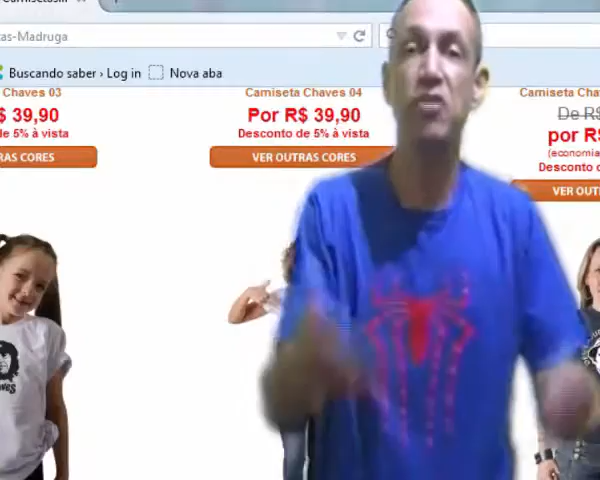 as-Madruga
Buscando saber › Log in Nova aba
Chaves 03
$ 39,90
de 5% à vista
RAS CORES
Camiseta Chaves 04
Por R$ 39,90
Desconto de 5% à vista
VER OUTRAS CORES
Camiseta Cha
De R$
por R$
(economia
Desconto d
VER OUT